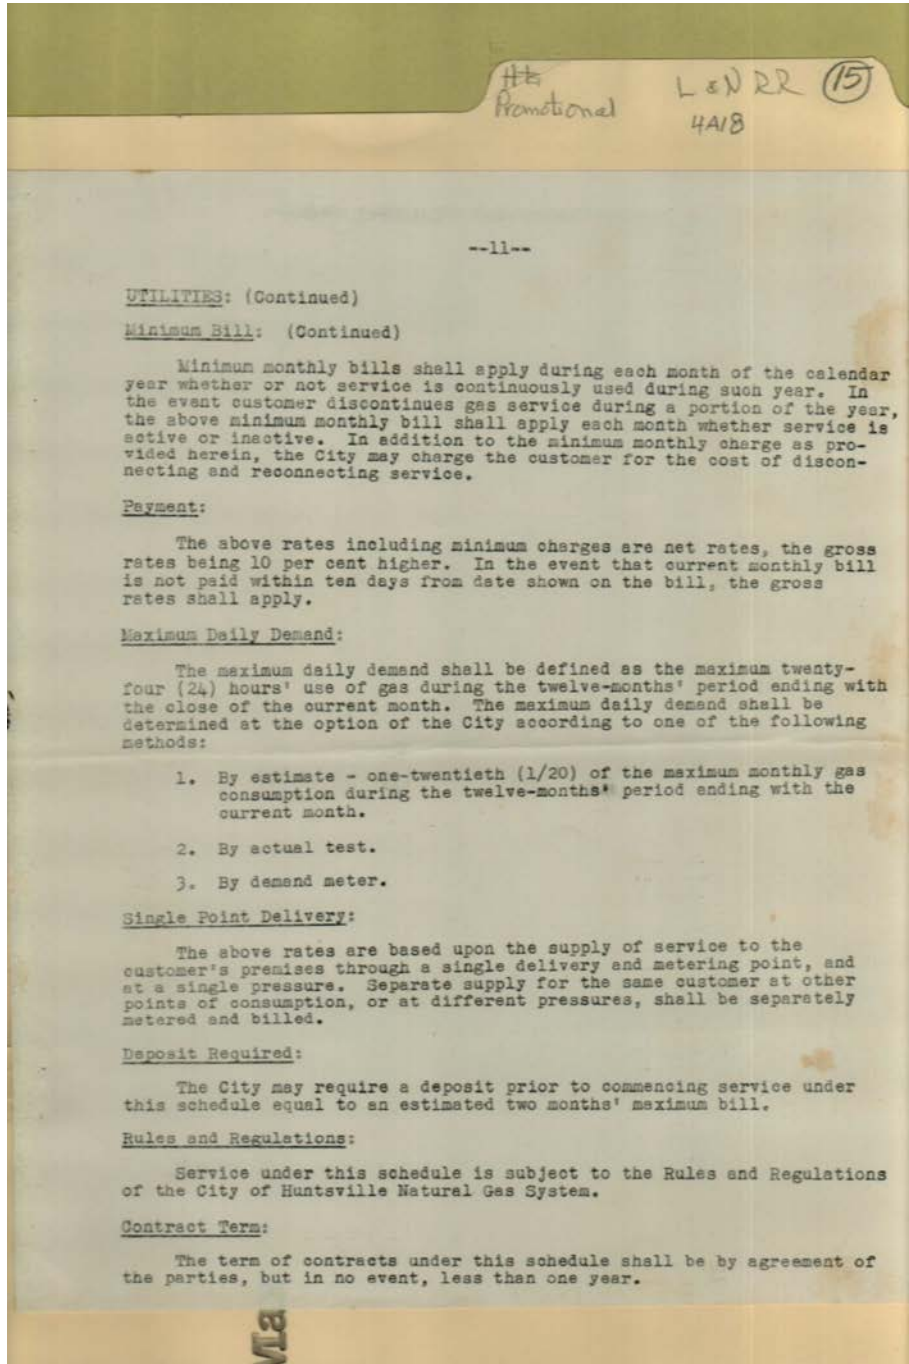 Hts
Promotional
L & N RR 15
4A18
--11--
UTILITIES: (Continued)
Minimum Bill: (Continued)
Minimum monthly bills shall apply during each month of the calendar
year whether or not service is continuously used during such year. In
the event customer discontinues gas service during a portion of the year,
the above minimum monthly bill shall apply each month whether service is
active or inactive. In addition to the minimum monthly charge as pro-
vided herein, the City may charge the customer for the cost of discon-
necting and reconnecting service.
Payment:
The above rates including minimum charges are net rates, the gross
rates being 10 per cent higher. In the event that current monthly bill
is not paid within ten days from date shown on the bill, the gross
rates shall apply.
Maximum Daily Demand:
The maximum daily demand shall be defined as the maximum twenty-
four (24) hours' use of gas during the twelve-months' period ending with
the close of the current month. The maximum daily demand shall be
determined at the option of the City according to one of the following
methods:
1. By estimate - one-twentieth (1/20) of the maximum monthly gas
consumption during the twelve-months' period ending with the
current month.
2. By actual test.
3. By demand meter.
Single Point Delivery:
The above rates are based upon the supply of service to the
customer's premises through a single delivery and metering point, and
at a single pressure. Separate supply for the same customer at other
points of consumption, or at different pressures, shall be separately
metered and billed.
Deposit Required:
The City may require a deposit prior to commencing service under
this schedule equal to an estimated two months' maximum bill.
Rules and Regulations:
Service under this schedule is subject to the Rules and Regulations
of the City of Huntsville Natural Gas System.
Contract Term:
The term of contracts under this schedule shall be by agreement of
the parties, but in no event, less than one year.